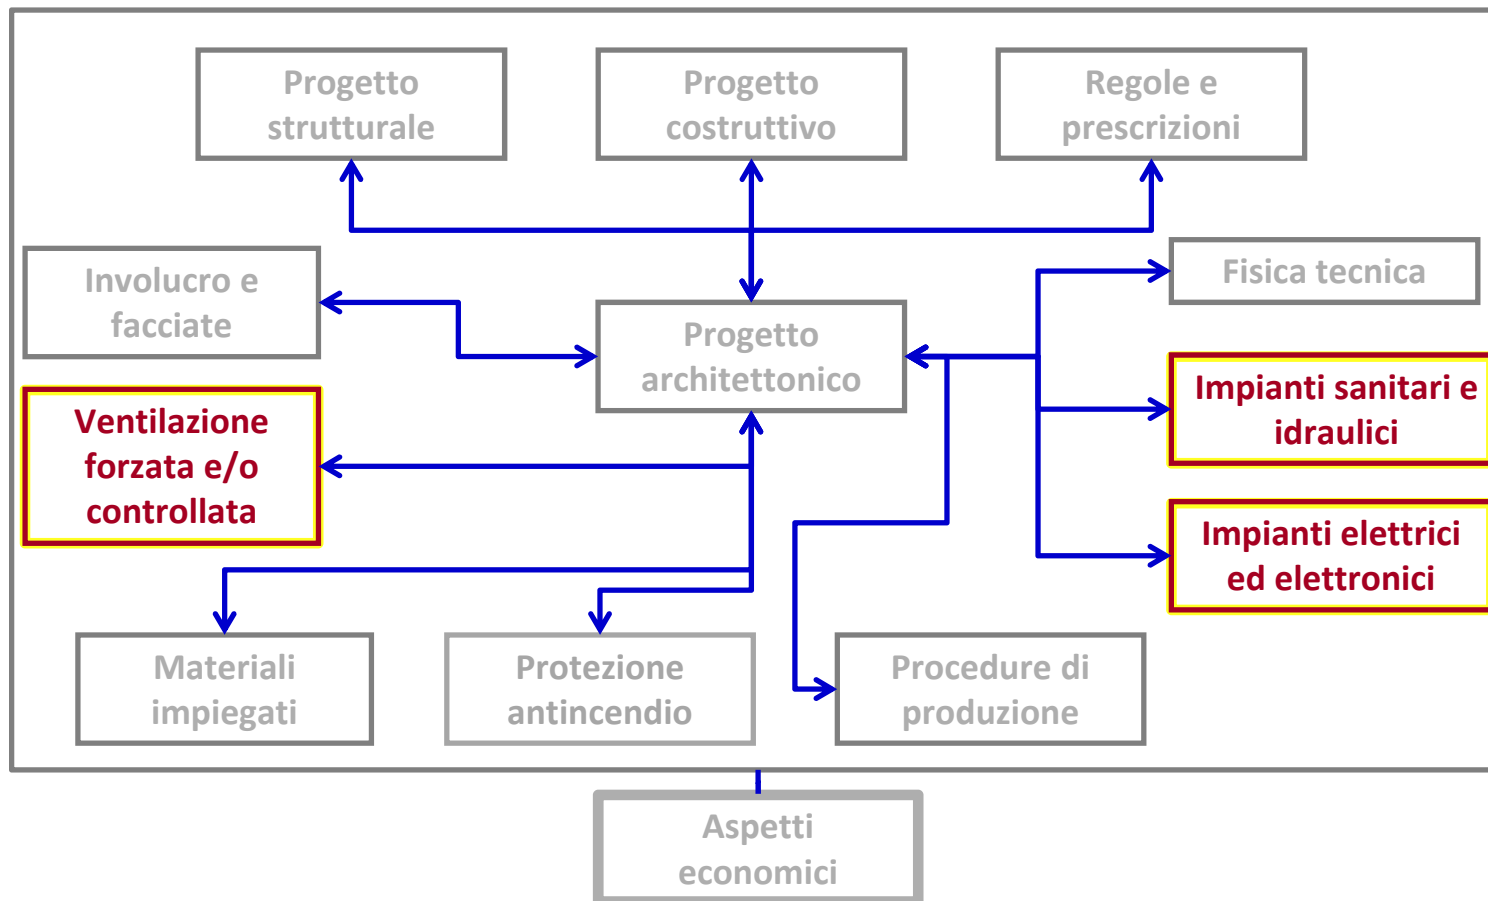 Progetto
strutturale
Progetto
costruttivo
Regole e
prescrizioni
Involucro e
facciate
Progetto
architettonico
Fisica tecnica
Ventilazione
forzata e/o
controllata
Impianti sanitari e
idraulici
Impianti elettrici
ed elettronici
Materiali
impiegati
Protezione
antincendio
Procedure di
produzione
Aspetti
economici